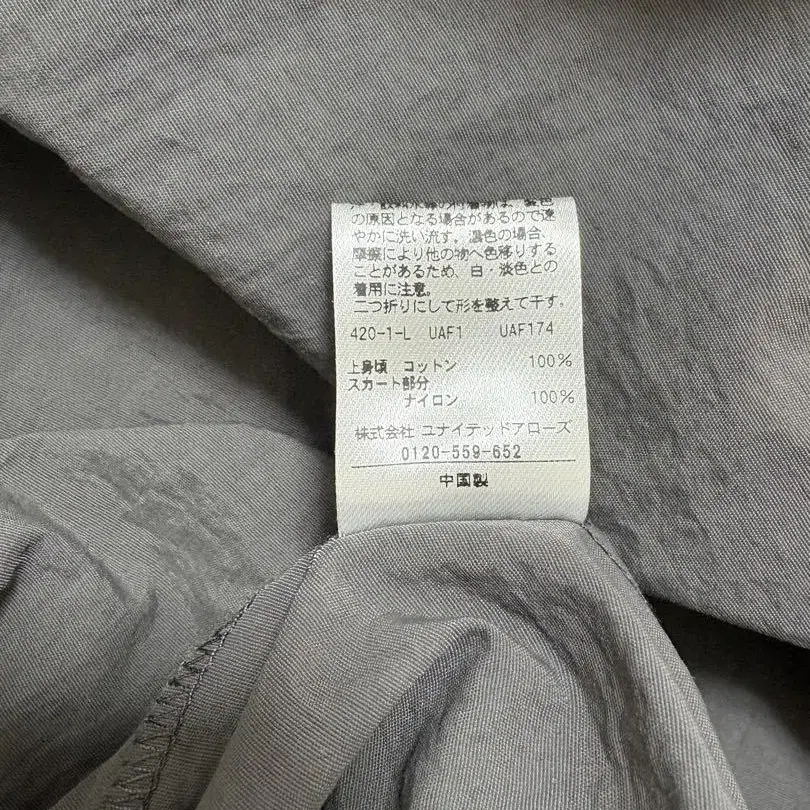 の原因となる場合があるので速
やかに洗い流す。濃色の場合、
摩擦により他の物へ色移りする
ことがあるため、白・淡色との
着用に注意。
二つ折りにして形を整えて干す。
420-1-L UAF1 UAF174
上身頃 コットン 100%
スカート部分
ナイロン 100%
株式会社 ユナイテッドアローズ
0120-559-652
中国製